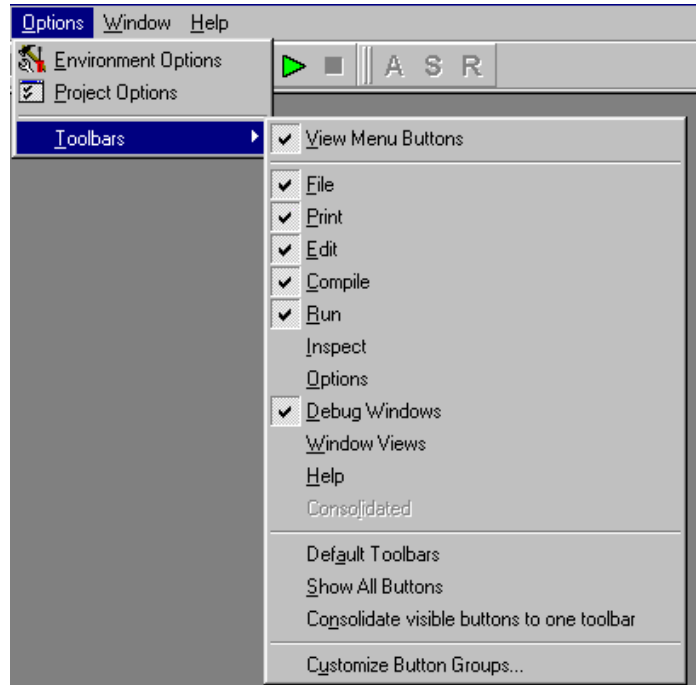 Options Window Help
Environment Options
A S R
Project Options
Toolbars
View Menu Buttons
File
Print
Edit
Compile
Run
Inspect
Options
Debug Windows
Window Views
Help
Consolidated
Default Toolbars
Show All Buttons
Consolidate visible buttons to one toolbar
Customize Button Groups...